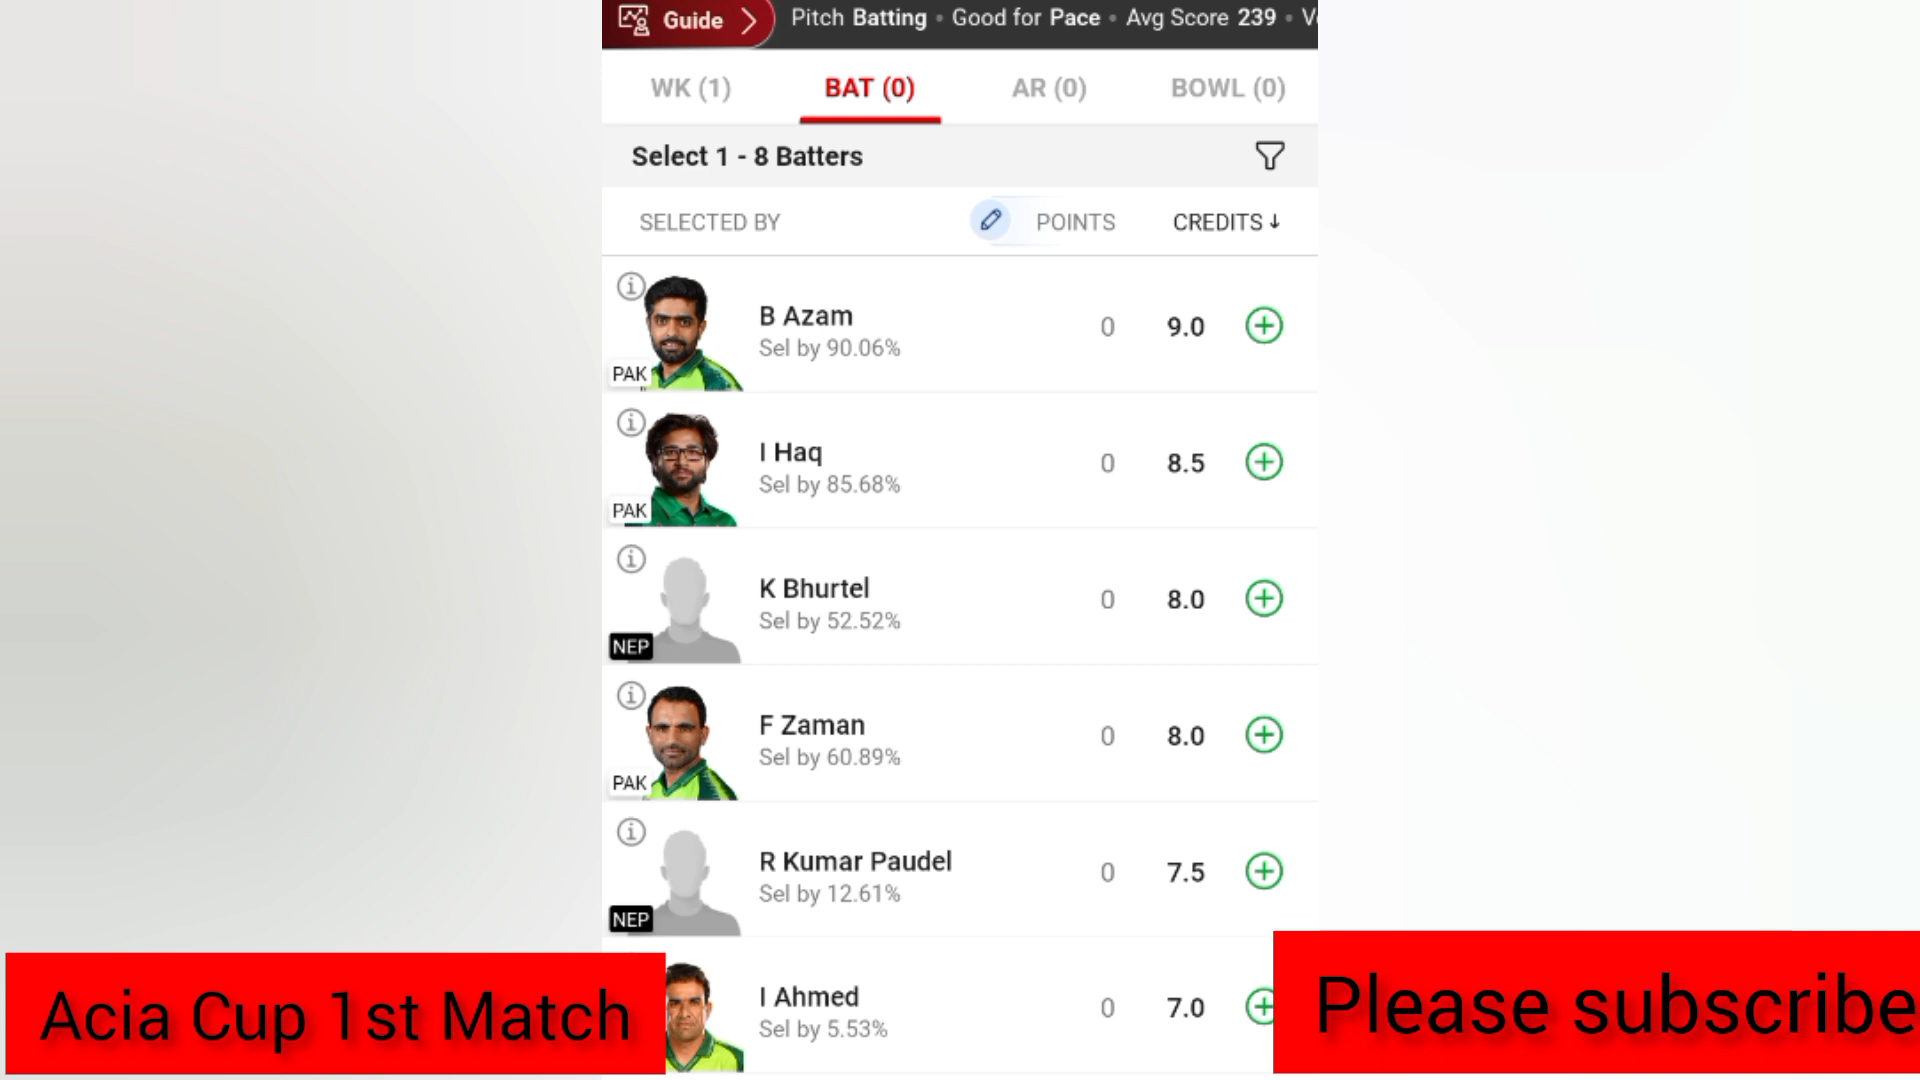 Guide Pitch Batting • Good for Pace • Avg Score 239 •
WK (1) BAT (0) AR (0) BOWL (0)
Select 1 - 8 Batters
SELECTED BY POINTS CREDITS ↓
B Azam 0 9.0
Sel by 90.06%
PAK
I Haq 0 8.5
Sel by 85.68%
PAK
K Bhurtel 0 8.0
Sel by 52.52%
NEP
F Zaman 0 8.0
Sel by 60.89%
PAK
R Kumar Paudel 0 7.5
Sel by 12.61%
NEP
I Ahmed 0 7.0
Sel by 5.53%
Acia Cup 1st Match
Please subscribe